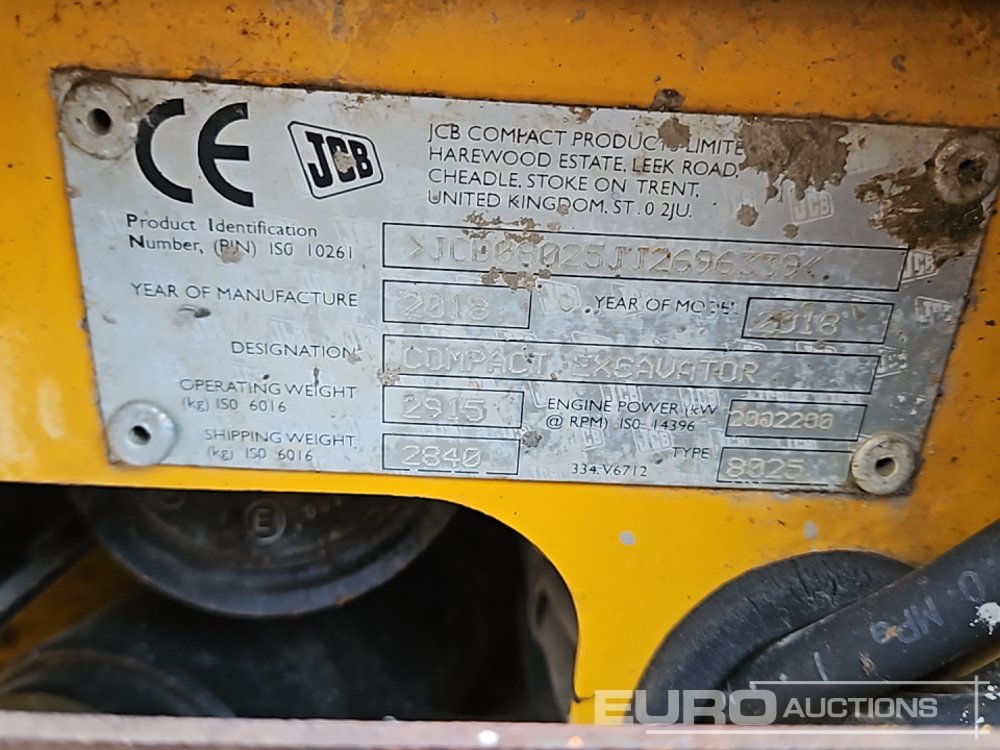 CE
JCB
JCB COMPACT PRODUCTS LIMITE
HAREWOOD ESTATE, LEEK ROAD,
CHEADLE, STOKE ON TRENT,
UNITED KINGDOM, ST10 2JU.
Product Identification
Number, (PIN) ISO 10261
YEAR OF MANUFACTURE 2018 YEAR OF MODEL 2018
DESIGNATION COMPACT EXCAVATOR
OPERATING WEIGHT
(kg) ISO 6016 2915
ENGINE POWER (kW
@ RPM) ISO 14396 2002200
SHIPPING WEIGHT
(kg) ISO 6016 2840
334/V6712
TYPE 8025
E
MPa
EURO AUCTIONS